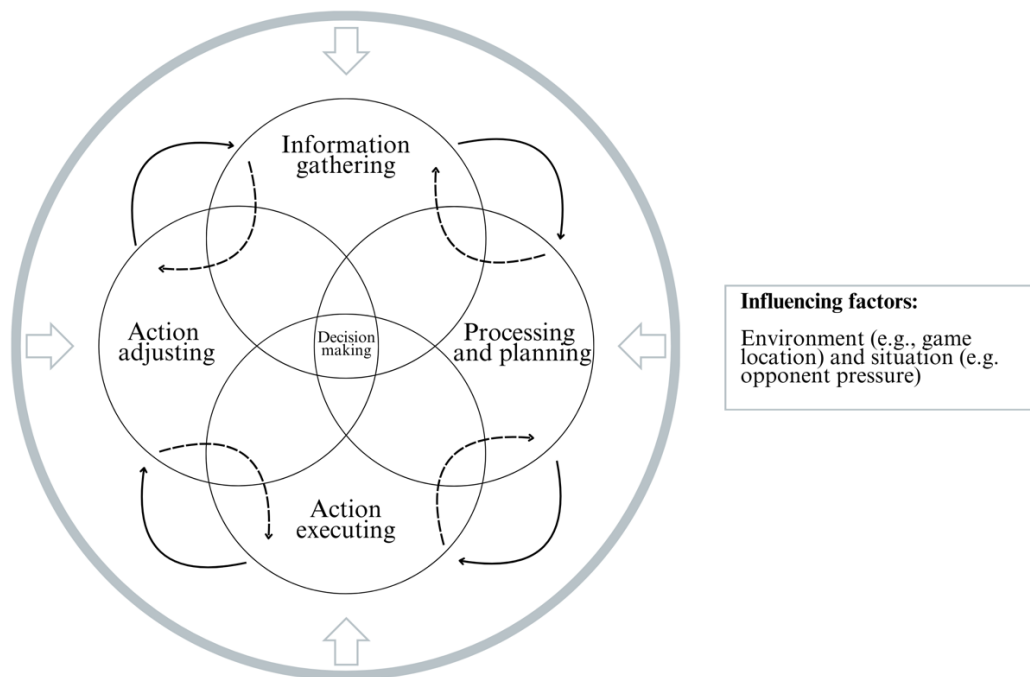 Information
gathering
Action
adjusting
Decision
making
Processing
and planning
Action
executing
Influencing factors:
Environment (e.g., game
location) and situation (e.g.
opponent pressure)